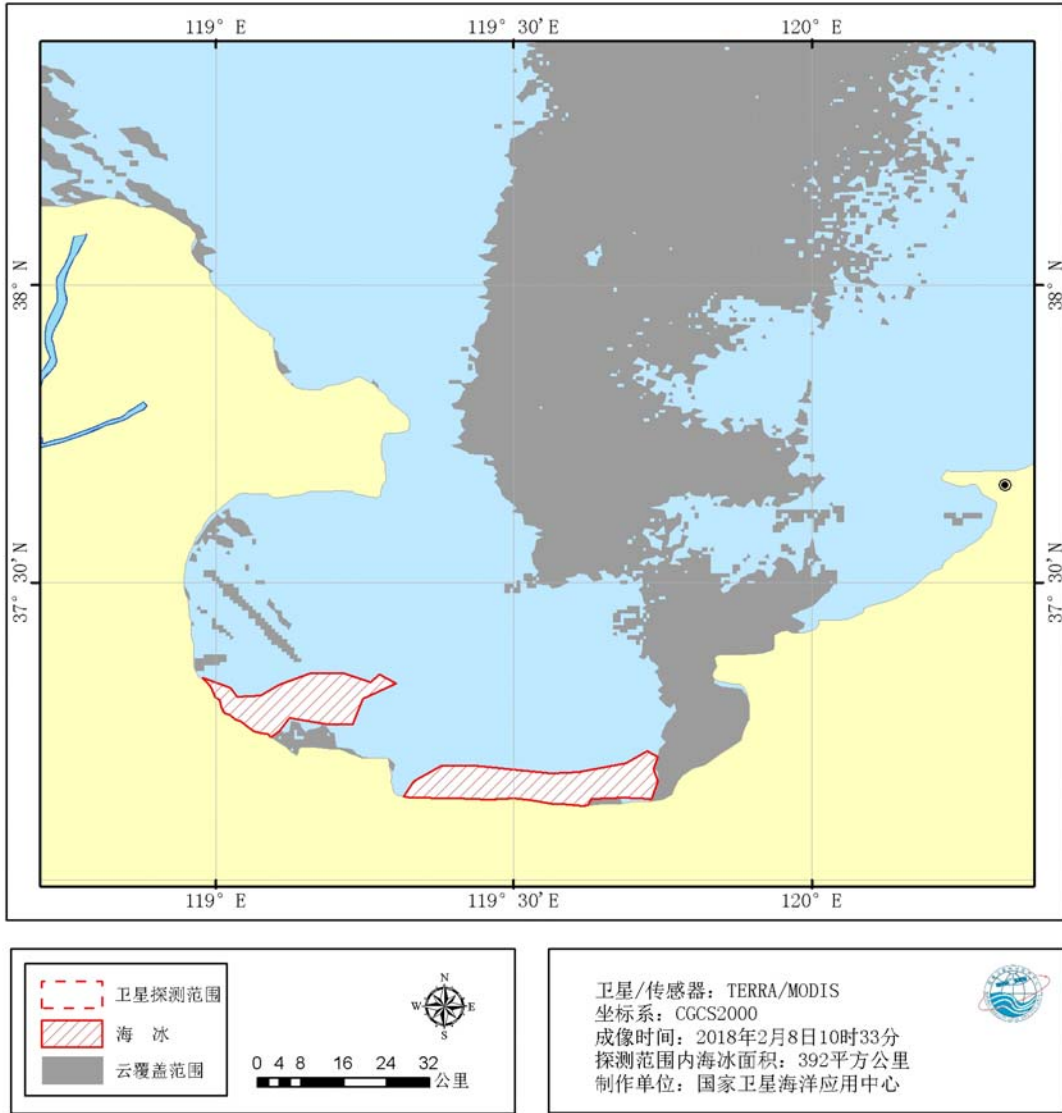 119° E
119° 30′E
120° E
38° N
38° N
37° 30′N
37° 30′N
119° E
119° 30′E
120° E
卫星探测范围
海 冰
云覆盖范围
N
W
E
S
0 4 8 16 24 32
公里
卫星/传感器：TERRA/MODIS
坐标系：CGCS2000
成像时间：2018年2月8日10时33分
探测范围内海冰面积：392平方公里
制作单位：国家卫星海洋应用中心